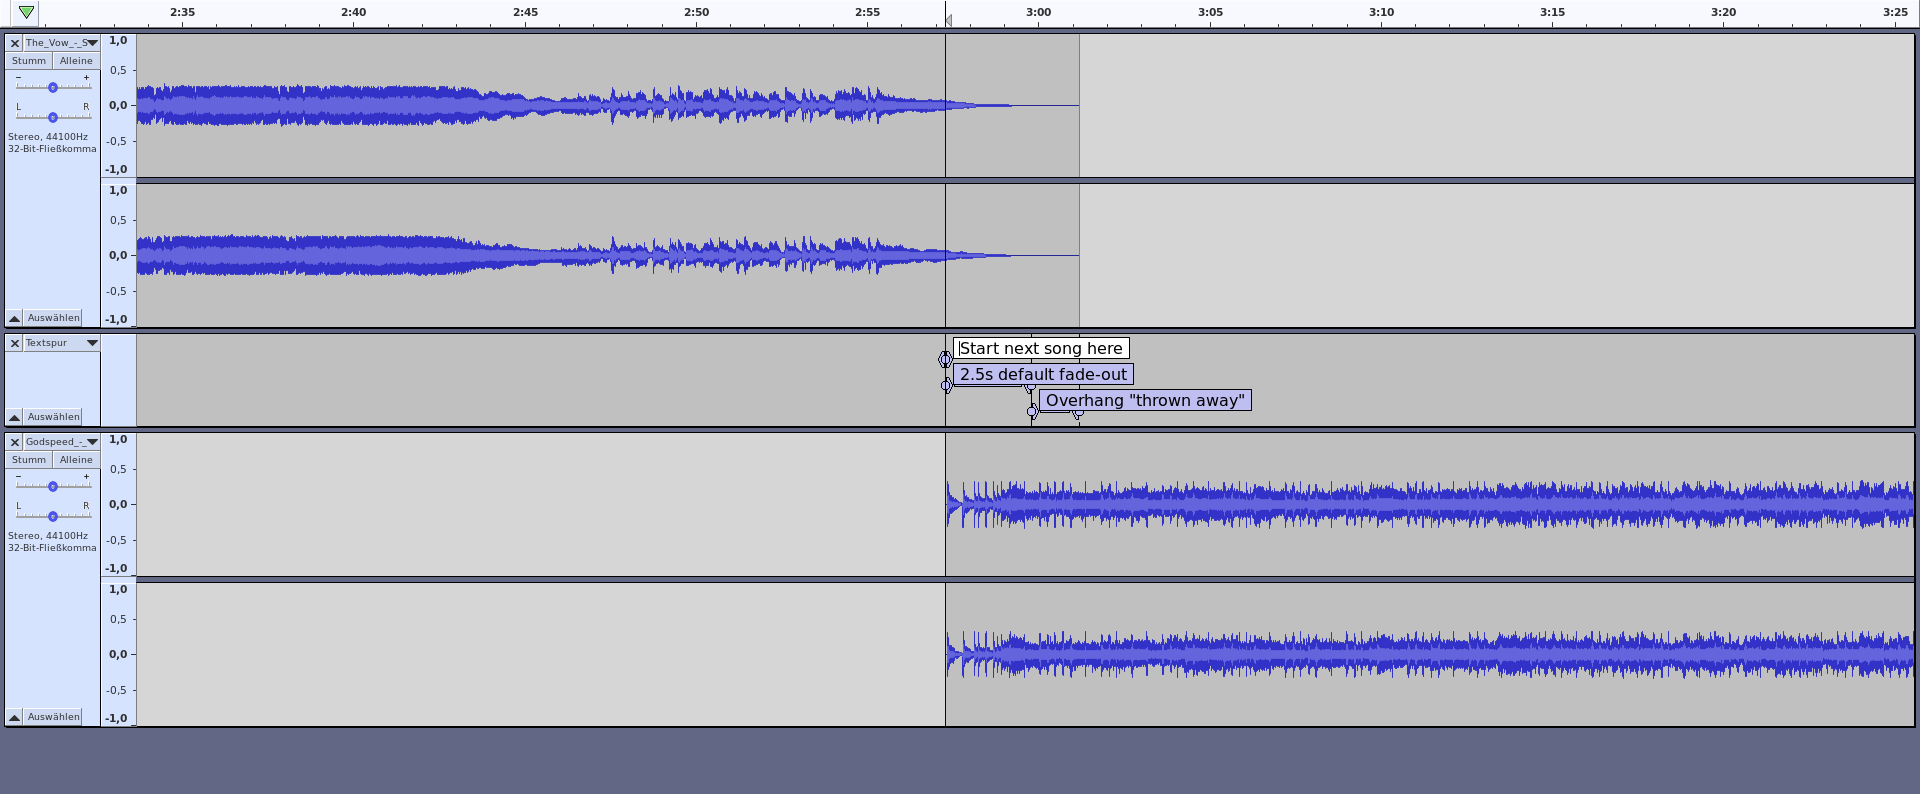 2:35 2:40 2:45 2:50 2:55 3:00 3:05 3:10 3:15 3:20 3:25
The_Vow_-_S
Stumm Alleine
- +
L R
Stereo, 44100Hz
32-Bit-Fließkomma
Auswählen
1,0
0,5
0,0
-0,5
-1,0
1,0
0,5
0,0
-0,5
-1,0
Textspur
Auswählen
Start next song here
2.5s default fade-out
Overhang "thrown away"
Godspeed_-_
Stumm Alleine
- +
L R
Stereo, 44100Hz
32-Bit-Fließkomma
Auswählen
1,0
0,5
0,0
-0,5
-1,0
1,0
0,5
0,0
-0,5
-1,0